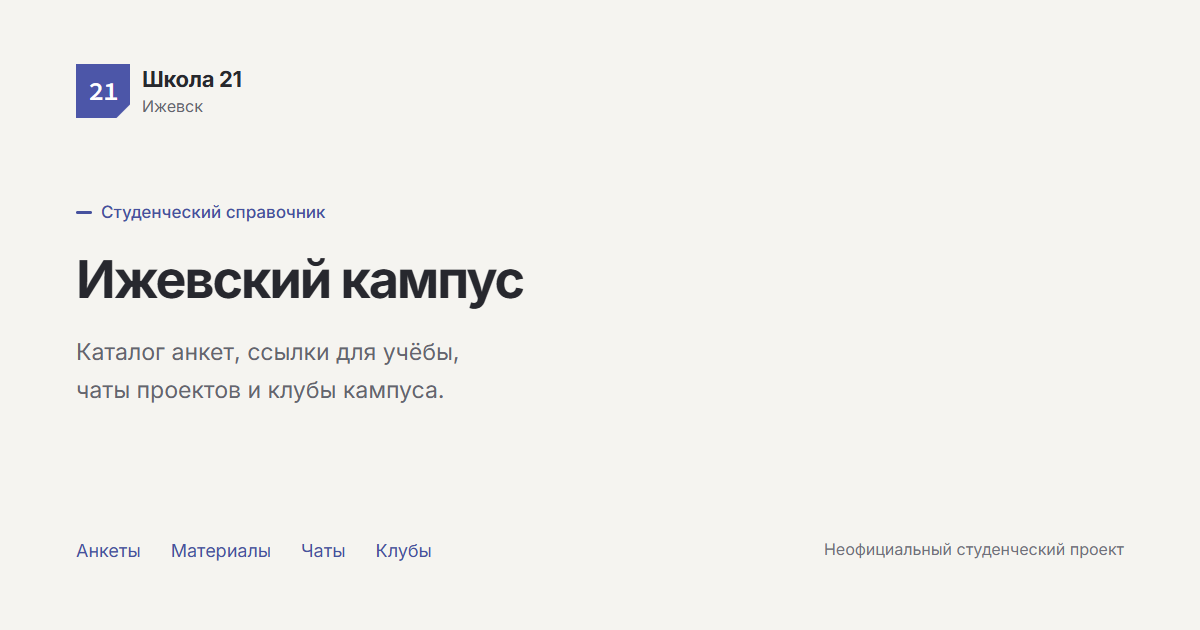 21
Школа 21
Ижевск
Студенческий справочник
Ижевский кампус
Каталог анкет, ссылки для учёбы,
чаты проектов и клубы кампуса.
Анкеты Материалы Чаты Клубы
Неофициальный студенческий проект